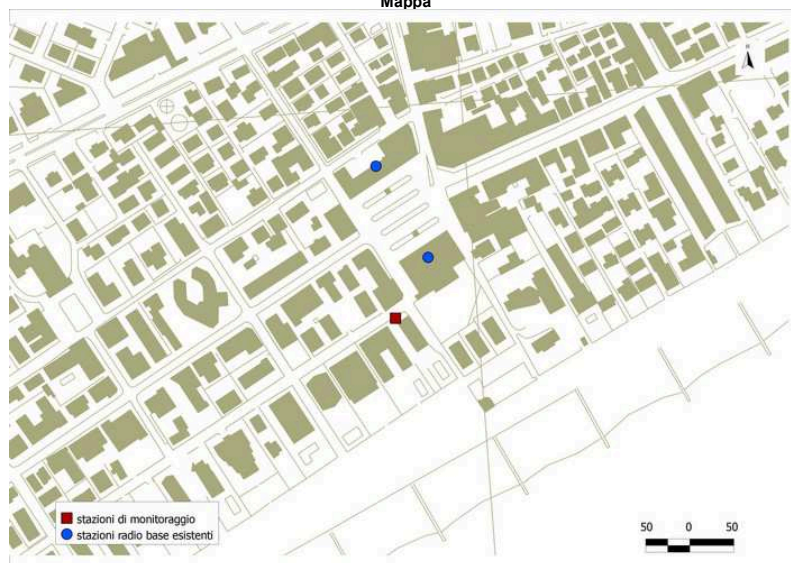 Mappa
N
stazioni di monitoraggio
stazioni radio base esistenti
50 0 50